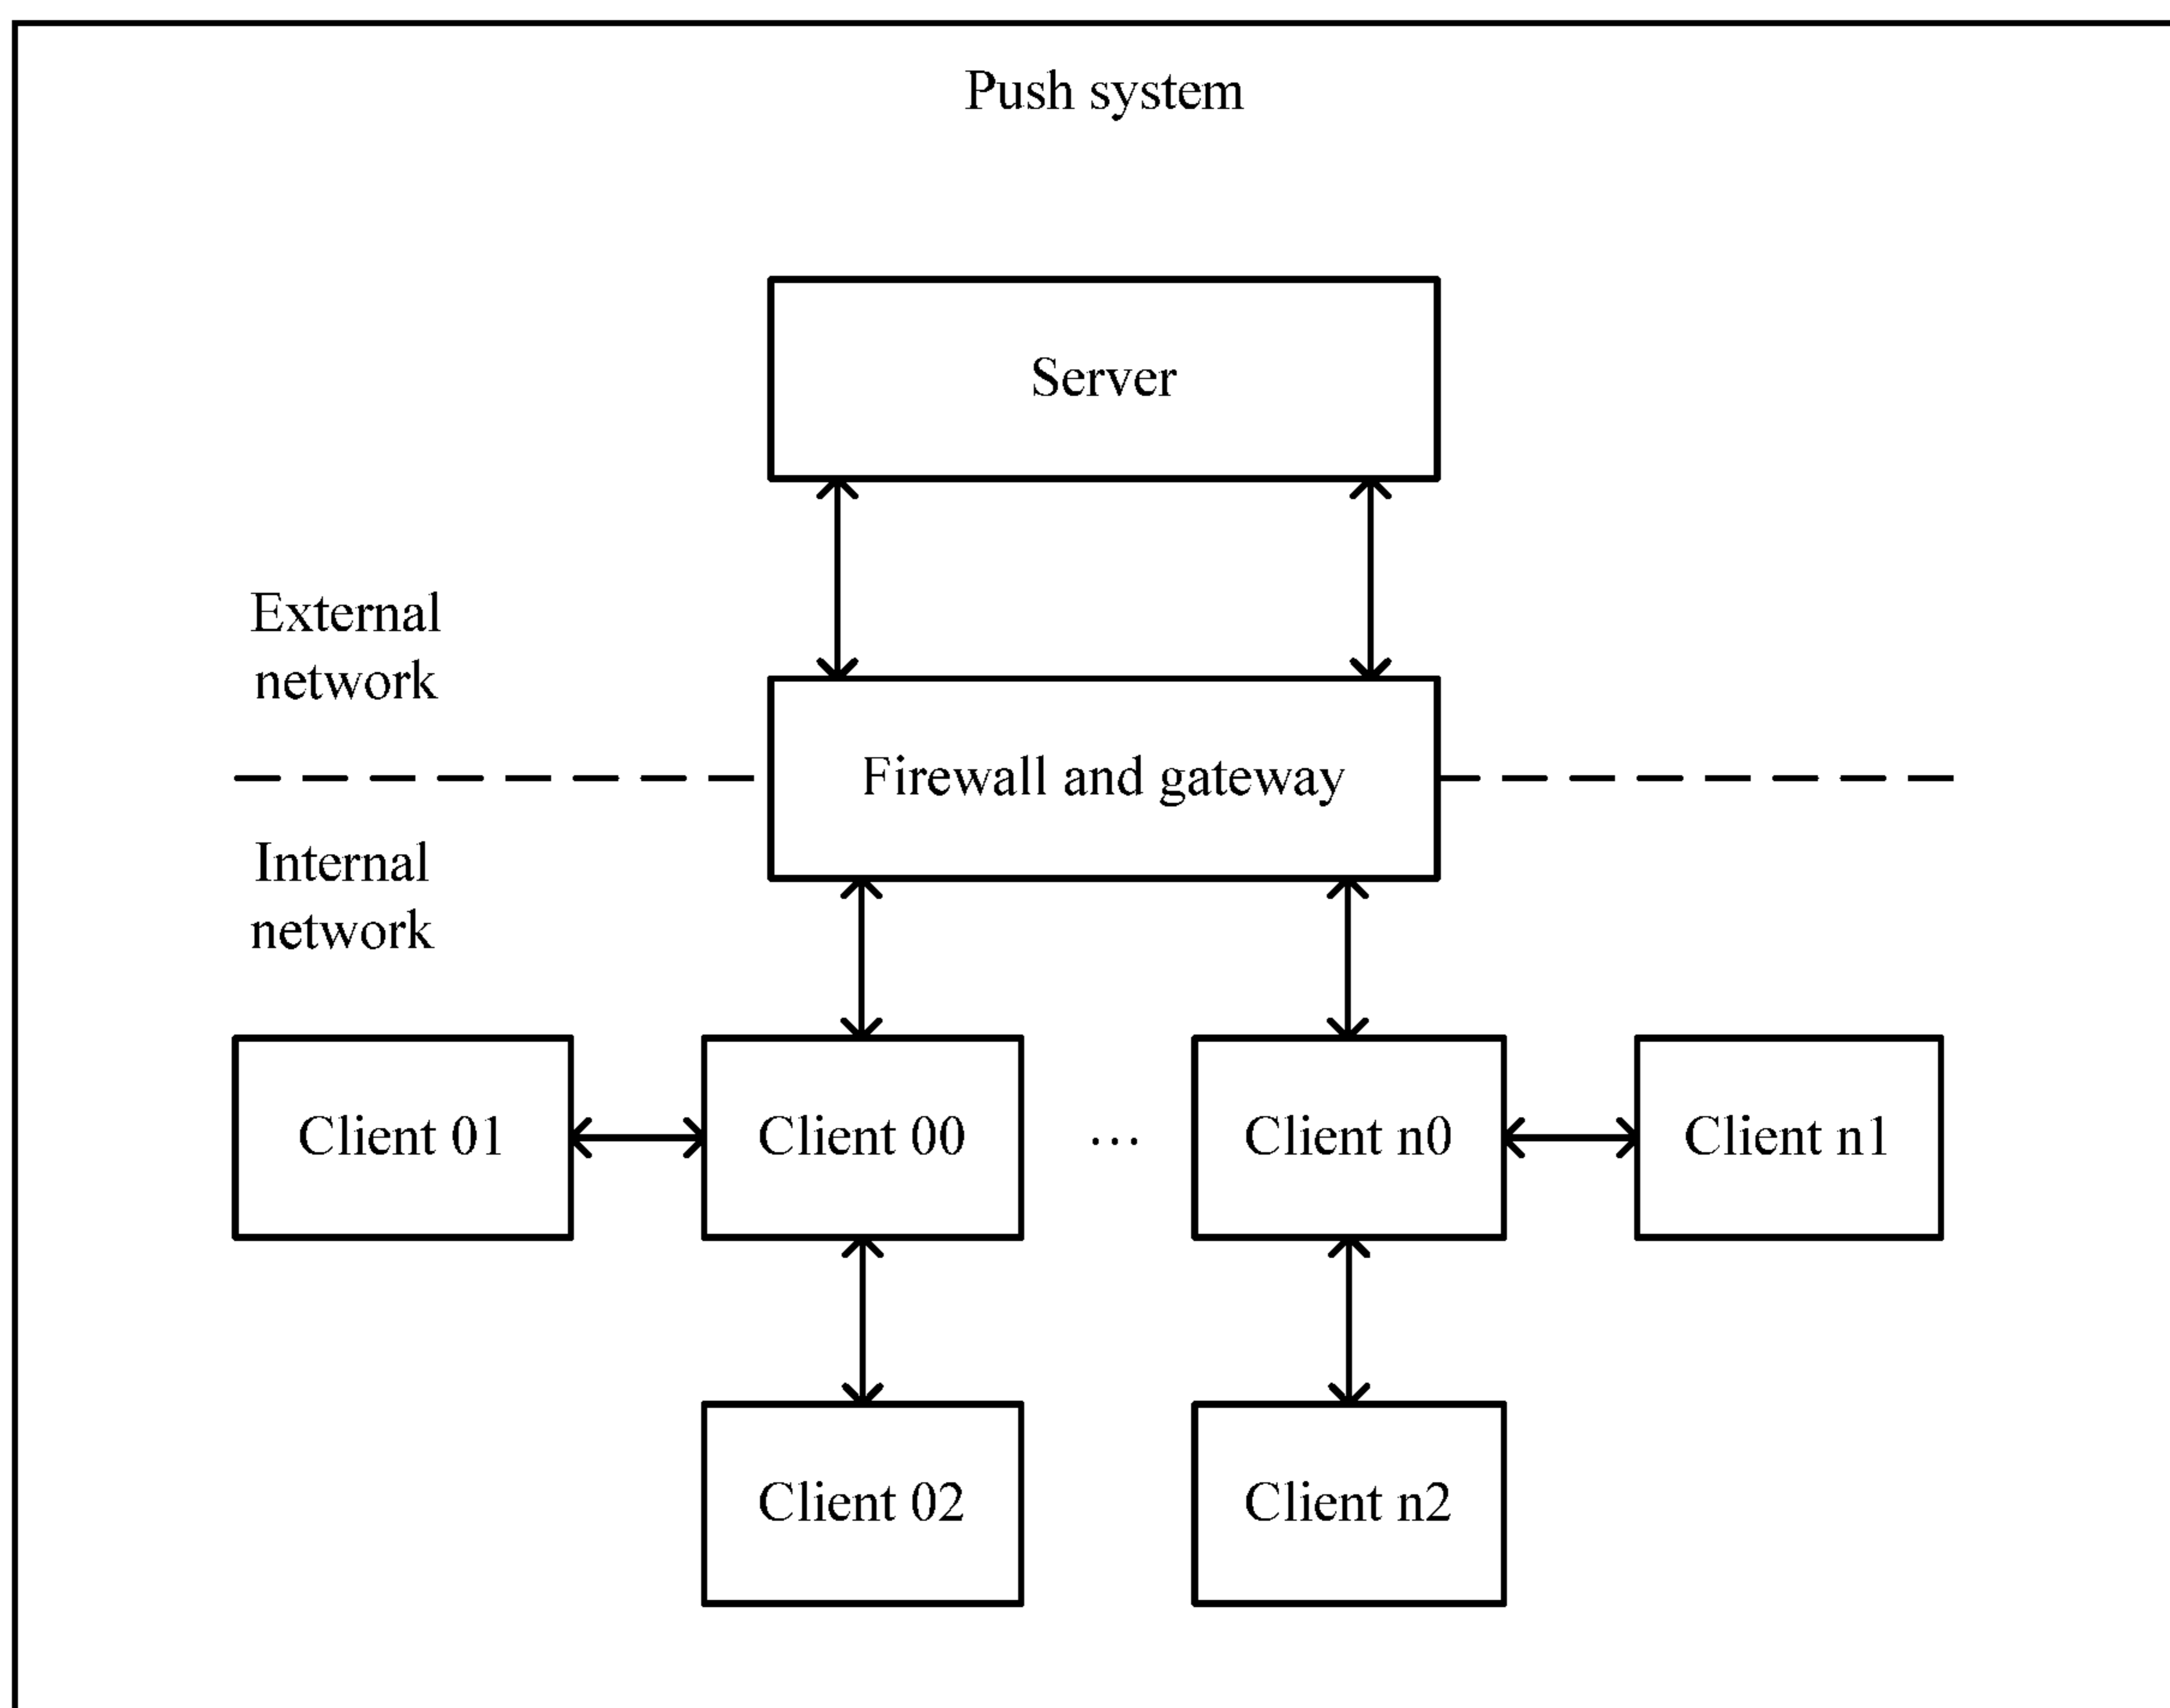 Push system
Server
External
network
Firewall and gateway
Internal
network
Client 01
Client 00
...
Client n0
Client n1
Client 02
Client n2